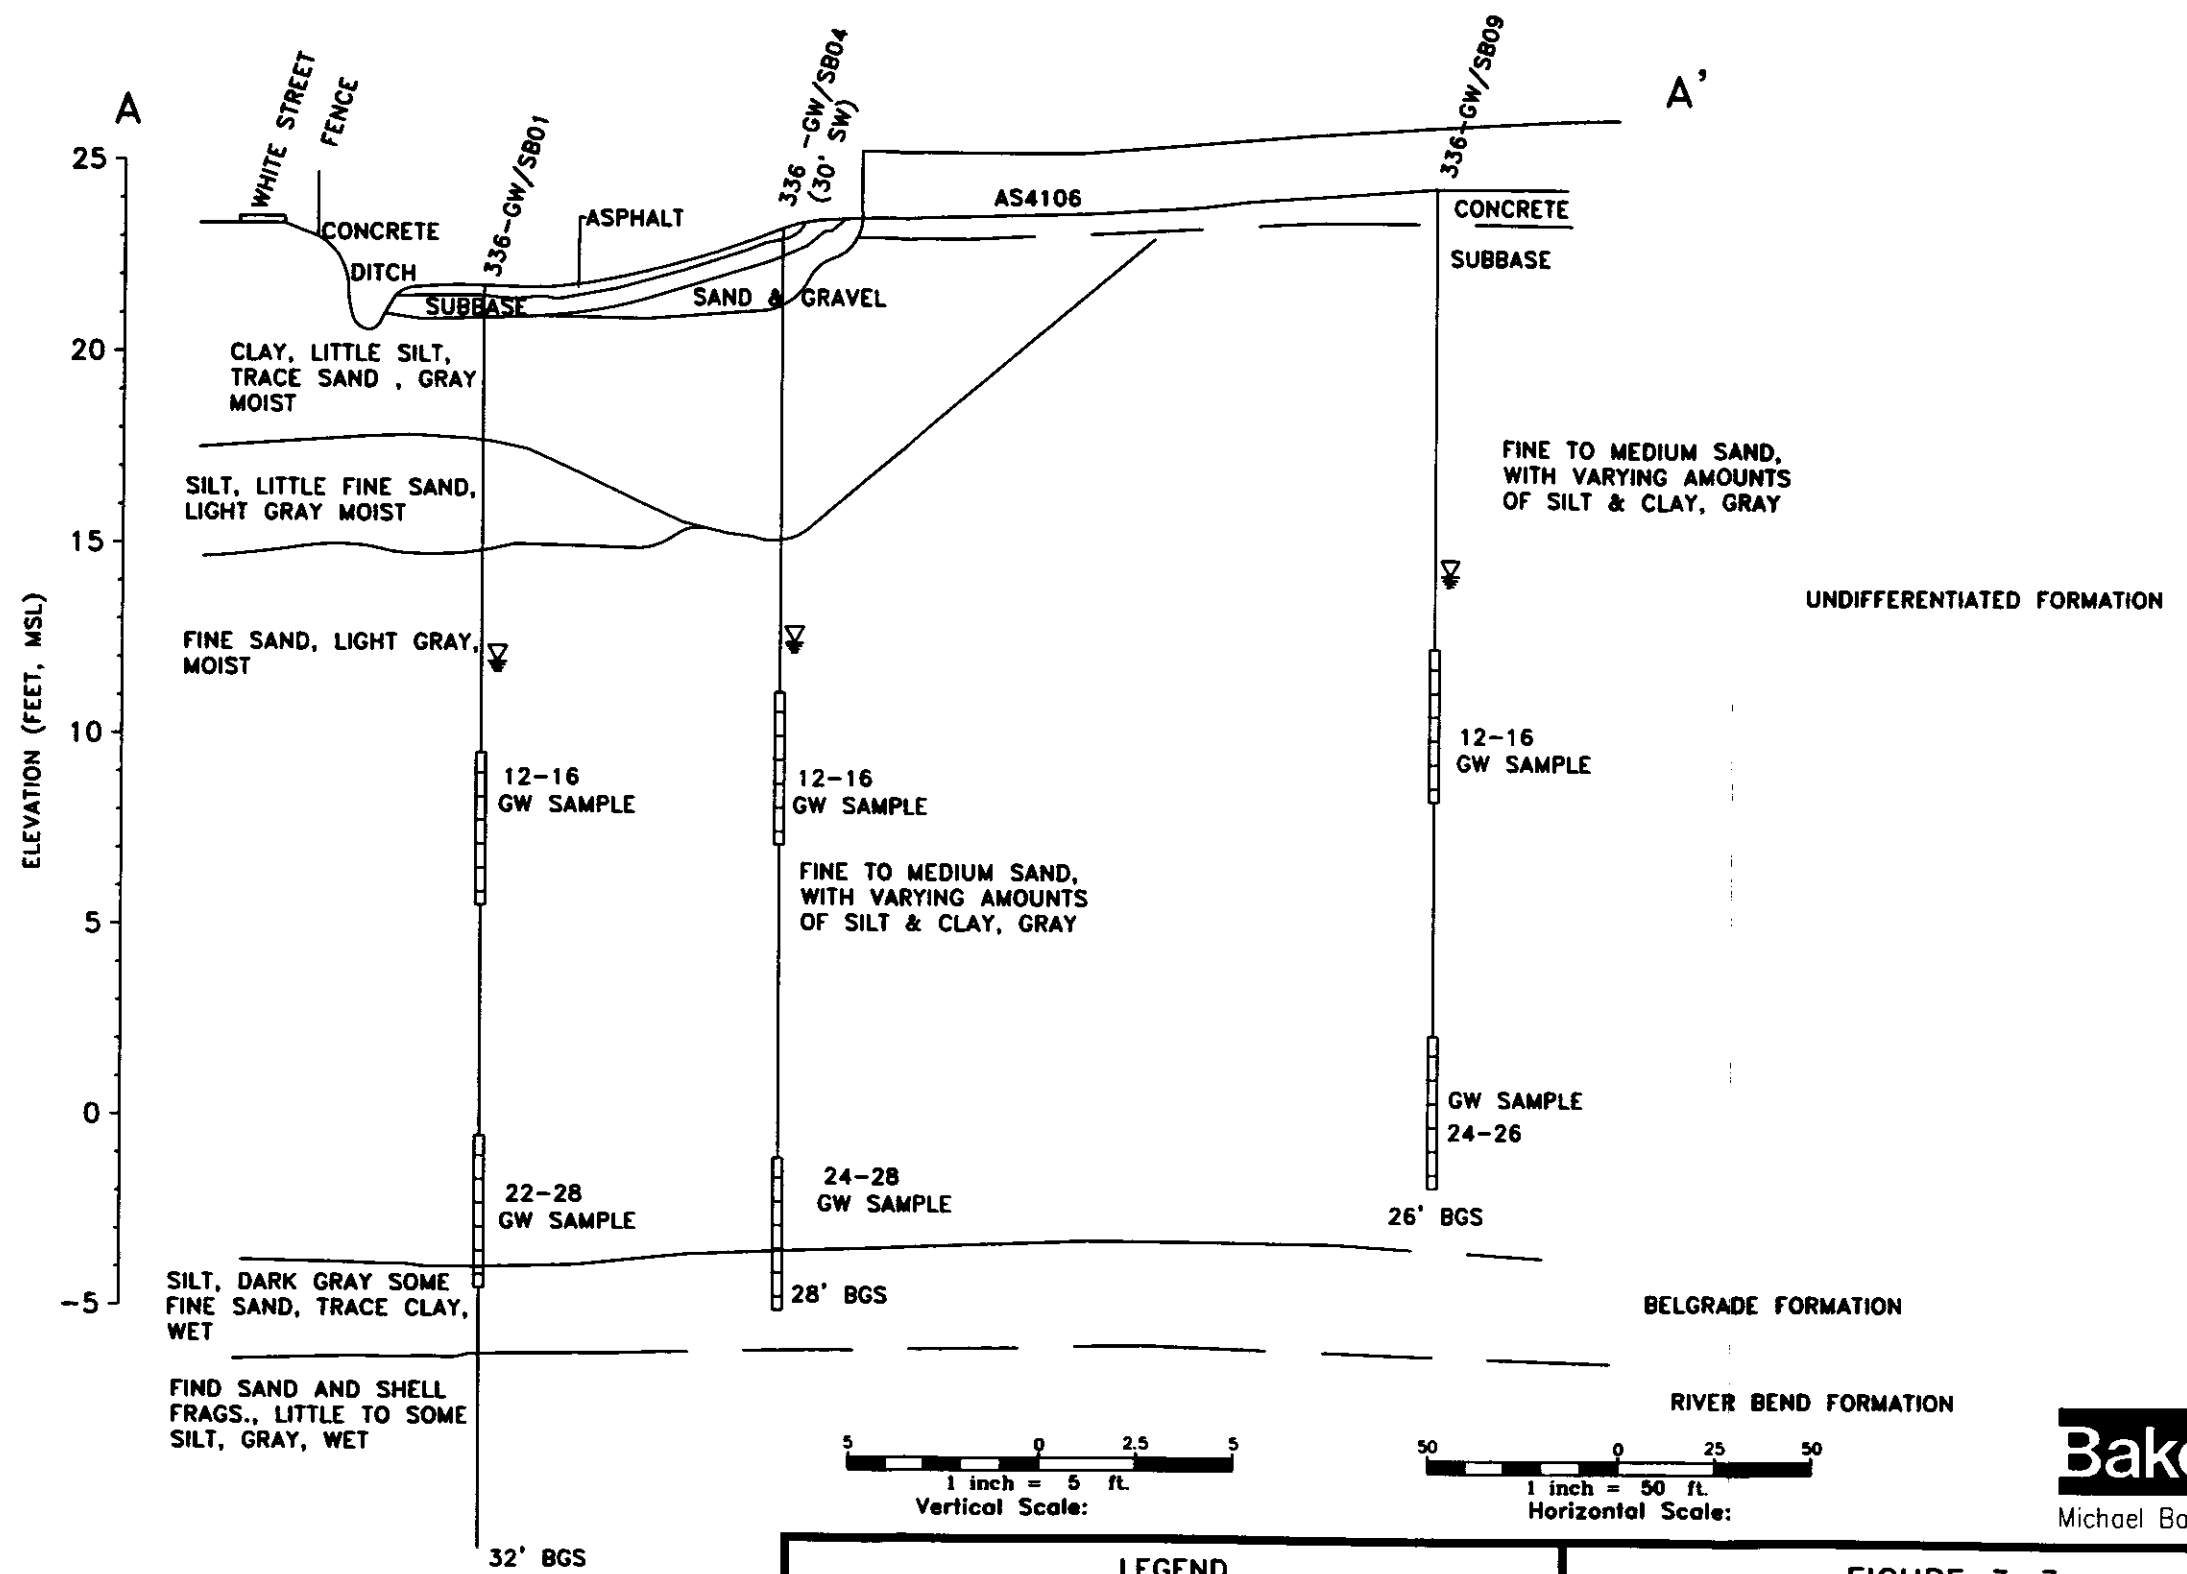 A
WHITE STREET
FENCE
336-GW/SB01
336 -GW/SB04
(30' SW)
336-GW/SB09
A'
25
20
15
10
5
0
-5
ELEVATION (FEET, MSL)
CONCRETE
DITCH
ASPHALT
SUBBASE
SAND & GRAVEL
AS4106
CONCRETE
SUBBASE
CLAY, LITTLE SILT,
TRACE SAND , GRAY
MOIST
SILT, LITTLE FINE SAND,
LIGHT GRAY MOIST
FINE TO MEDIUM SAND,
WITH VARYING AMOUNTS
OF SILT & CLAY, GRAY
UNDIFFERENTIATED FORMATION
FINE SAND, LIGHT GRAY,
MOIST
12-16
GW SAMPLE
12-16
GW SAMPLE
12-16
GW SAMPLE
FINE TO MEDIUM SAND,
WITH VARYING AMOUNTS
OF SILT & CLAY, GRAY
GW SAMPLE
24-26
22-28
GW SAMPLE
24-28
GW SAMPLE
26' BGS
28' BGS
SILT, DARK GRAY SOME
FINE SAND, TRACE CLAY,
WET
BELGRADE FORMATION
FIND SAND AND SHELL
FRAGS., LITTLE TO SOME
SILT, GRAY, WET
RIVER BEND FORMATION
5 0 2.5 5
1 inch = 5 ft.
Vertical Scale:
50 0 25 50
1 inch = 50 ft.
Horizontal Scale:
Bake
Michael Ba
32' BGS
LEGEND